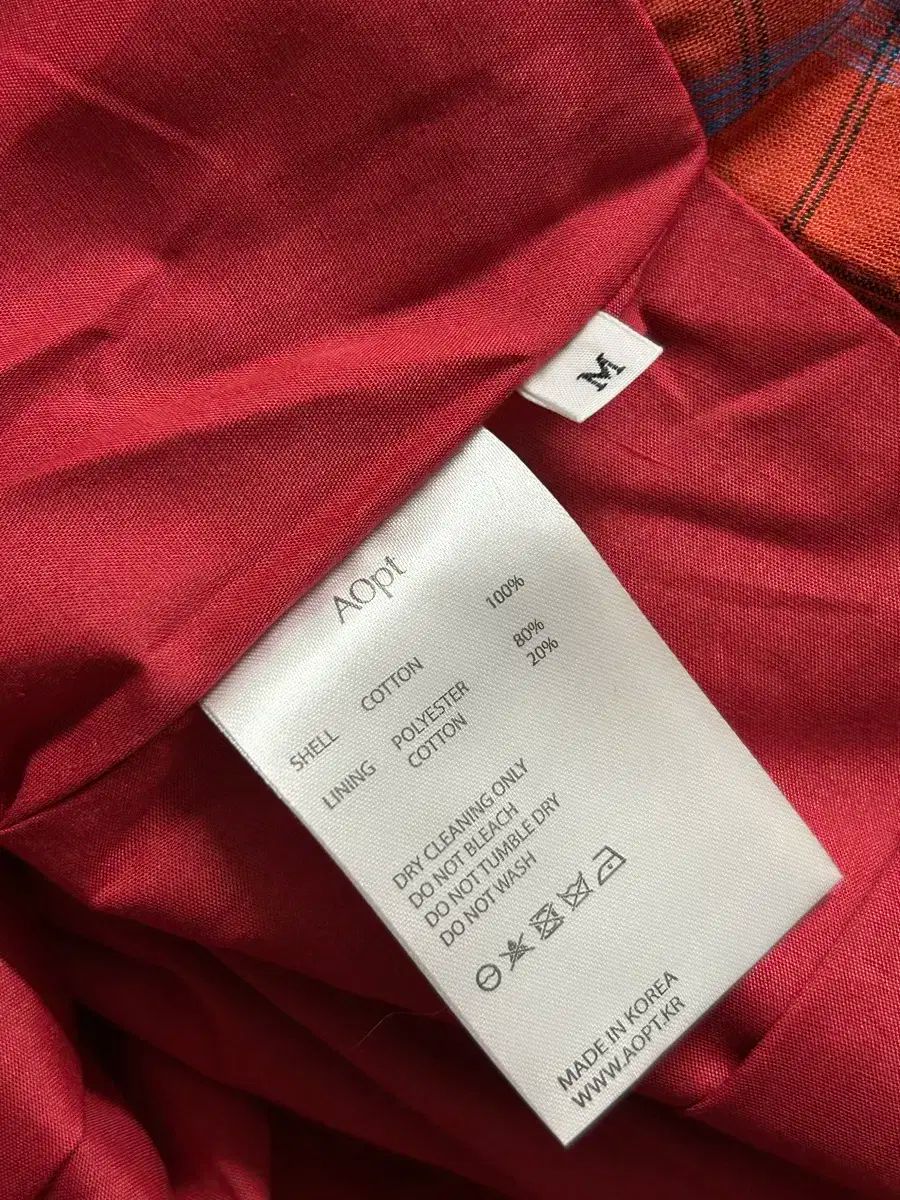 M
AOpt
SHELL COTTON 100%
LINING POLYESTER 80%
COTTON 20%
DRY CLEANING ONLY
DO NOT BLEACH
DO NOT TUMBLE DRY
DO NOT WASH
MADE IN KOREA
WWW.AOPT.KR